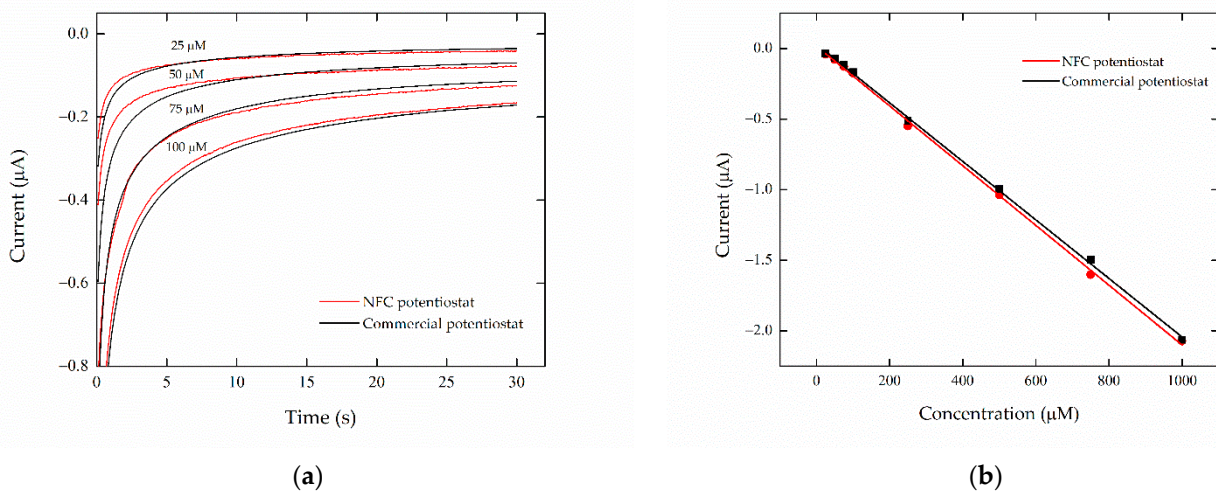 0.0
−0.2
−0.4
−0.6
−0.8
Current (μA)
25 μM
50 μM
75 μM
100 μM
NFC potentiostat
Commercial potentiostat
0 5 10 15 20 25 30
Time (s)
(a)
0.0
−0.5
−1.0
−1.5
−2.0
Current (μA)
NFC potentiostat
Commercial potentiostat
0 200 400 600 800 1000
Concentration (μM)
(b)